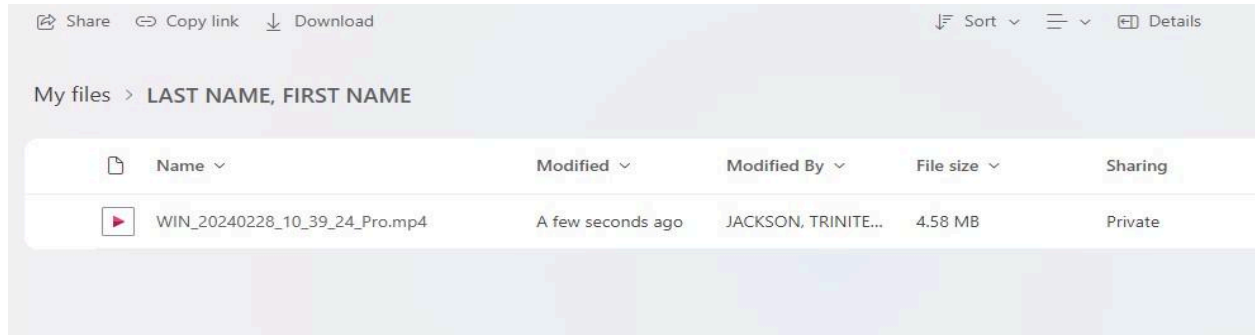 Share Copy link Download Sort Details
My files > LAST NAME, FIRST NAME
Name Modified Modified By File size Sharing
WIN_20240228_10_39_24_Pro.mp4 A few seconds ago JACKSON, TRINITE... 4.58 MB Private